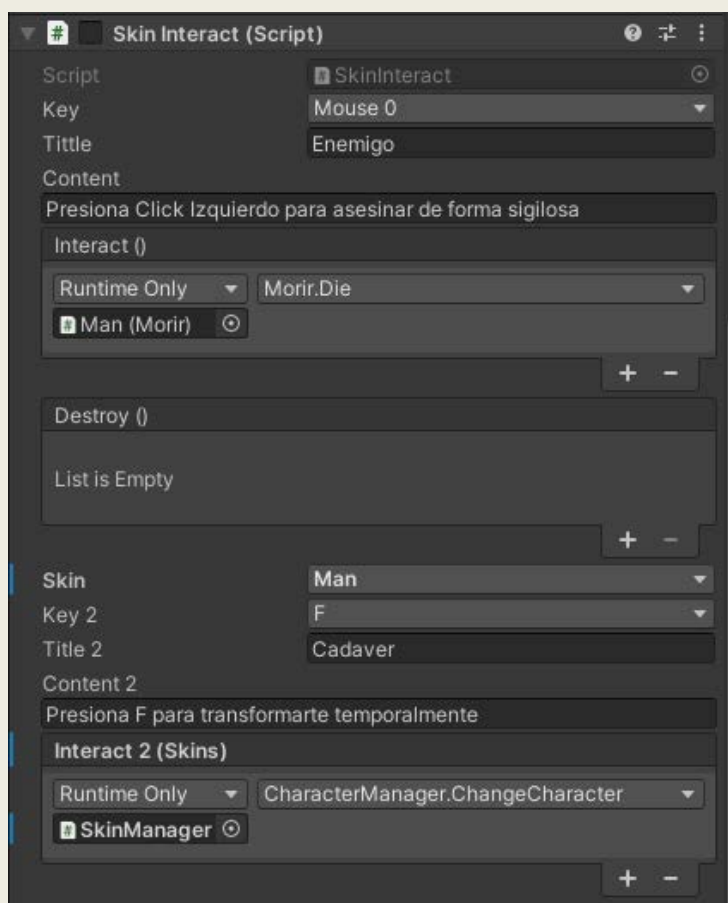 Skin Interact (Script)
Script SkinInteract
Key Mouse 0
Tittle Enemigo
Content
Presiona Click Izquierdo para asesinar de forma sigilosa
Interact ()
Runtime Only Morir.Die
Man (Morir)
+ −
Destroy ()
List is Empty
+ −
Skin Man
Key 2 F
Title 2 Cadaver
Content 2
Presiona F para transformarte temporalmente
Interact 2 (Skins)
Runtime Only CharacterManager.ChangeCharacter
SkinManager
+ −